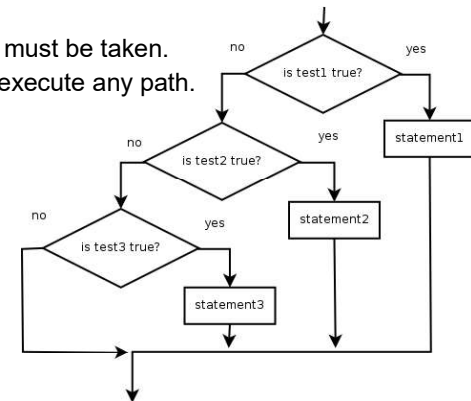 must be taken.
execute any path.
no
yes
is test1 true?
statement1
no
yes
is test2 true?
statement2
no
yes
is test3 true?
statement3